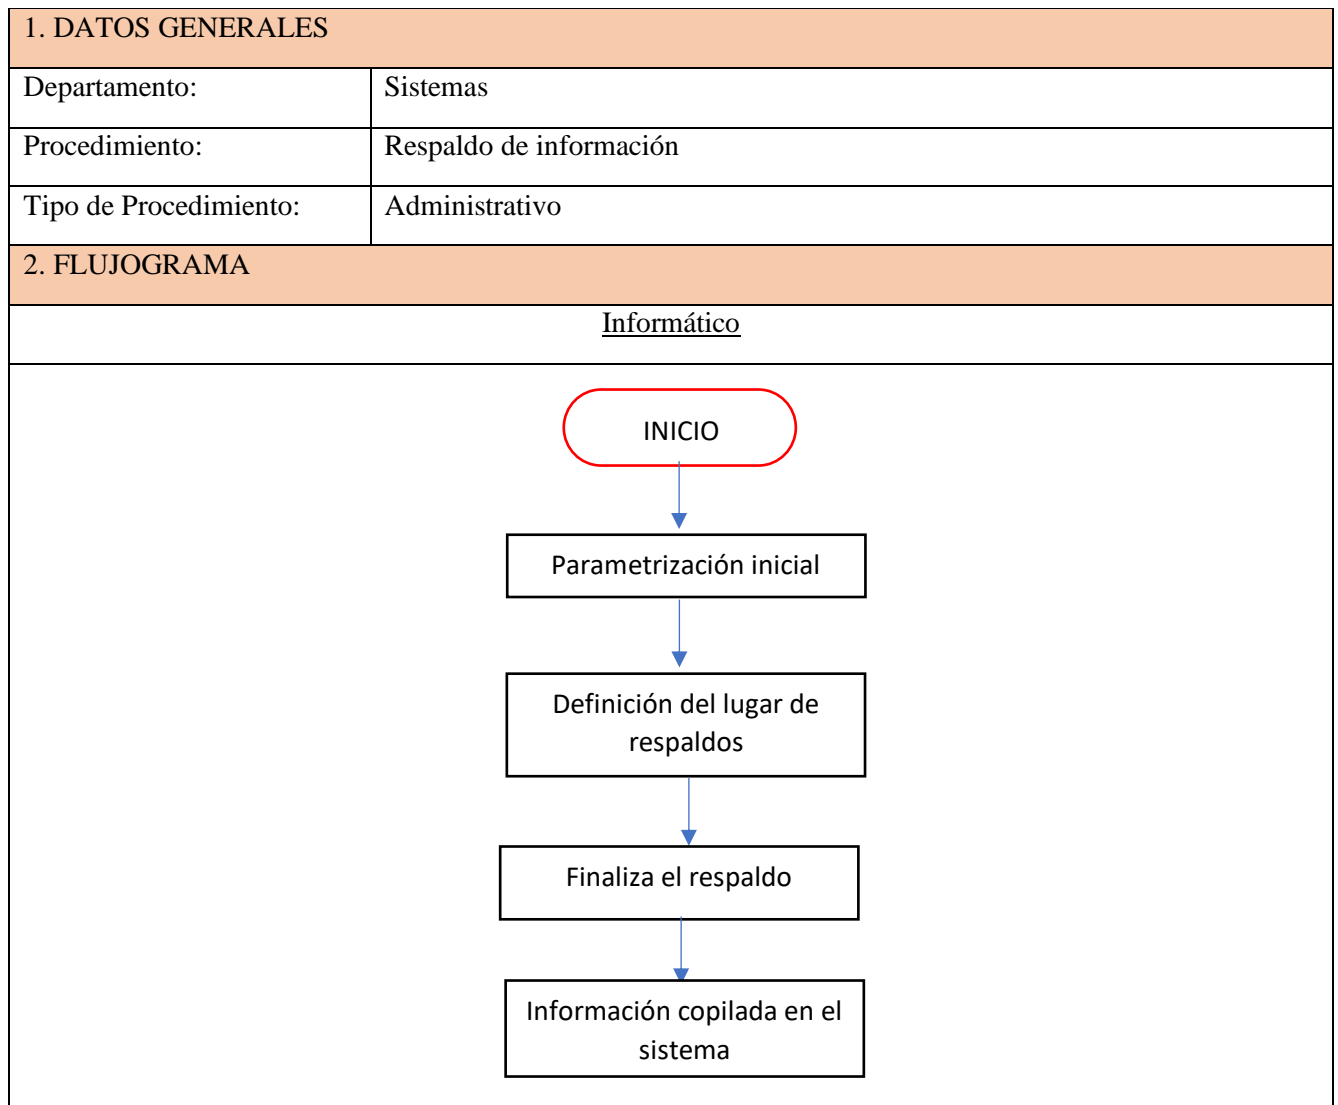 1. DATOS GENERALES
Departamento:
Sistemas
Procedimiento:
Respaldo de información
Tipo de Procedimiento:
Administrativo
2. FLUJOGRAMA
Informático
INICIO
Parametrización inicial
Definición del lugar de
respaldos
Finaliza el respaldo
Información copilada en el
sistema